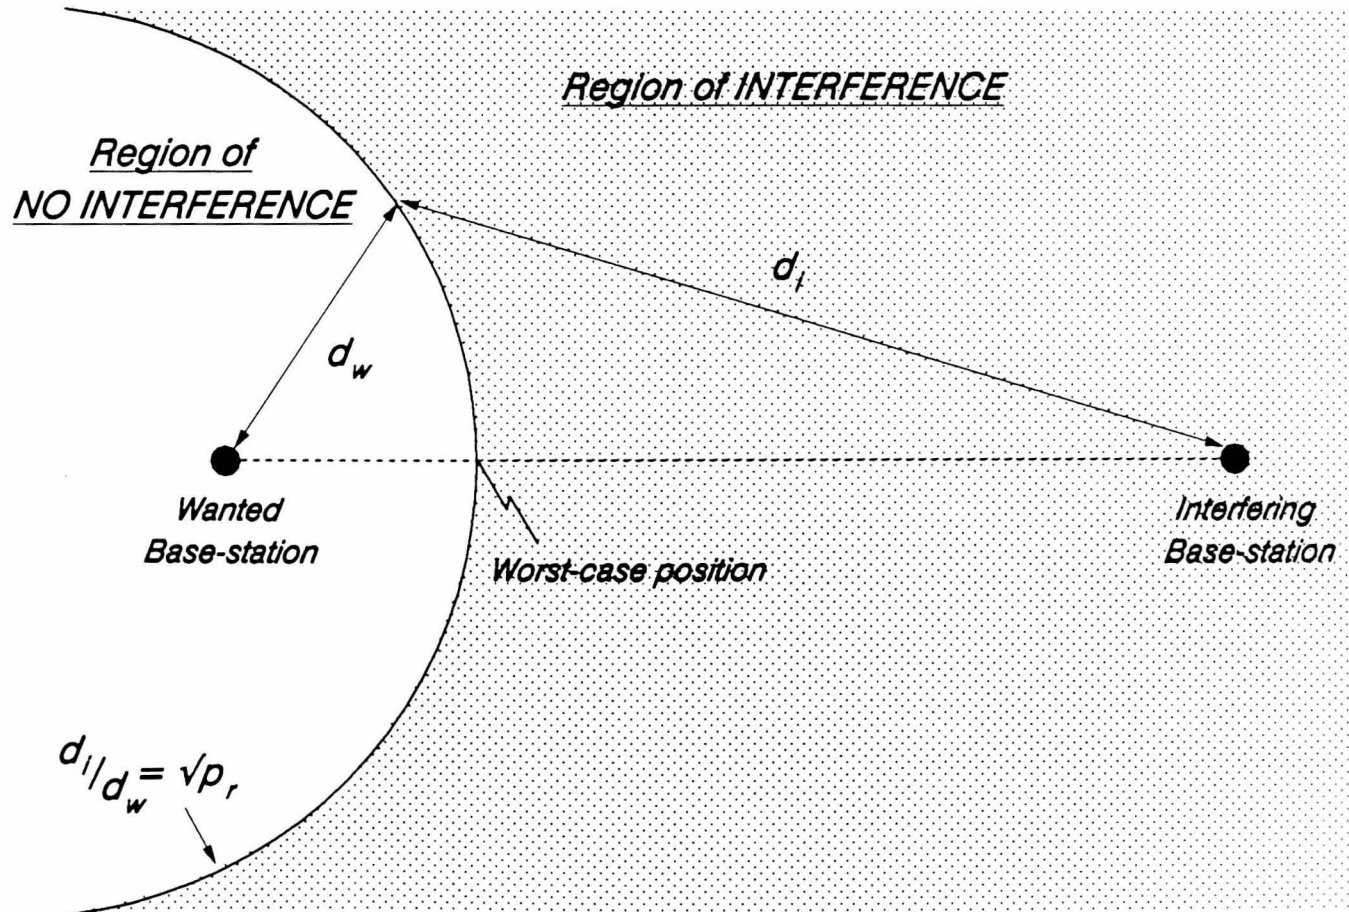 Region of INTERFERENCE
Region of
NO INTERFERENCE
d_i
d_w
Wanted
Base-station
Interfering
Base-station
Worst-case position
d_i/d_w = √p_r